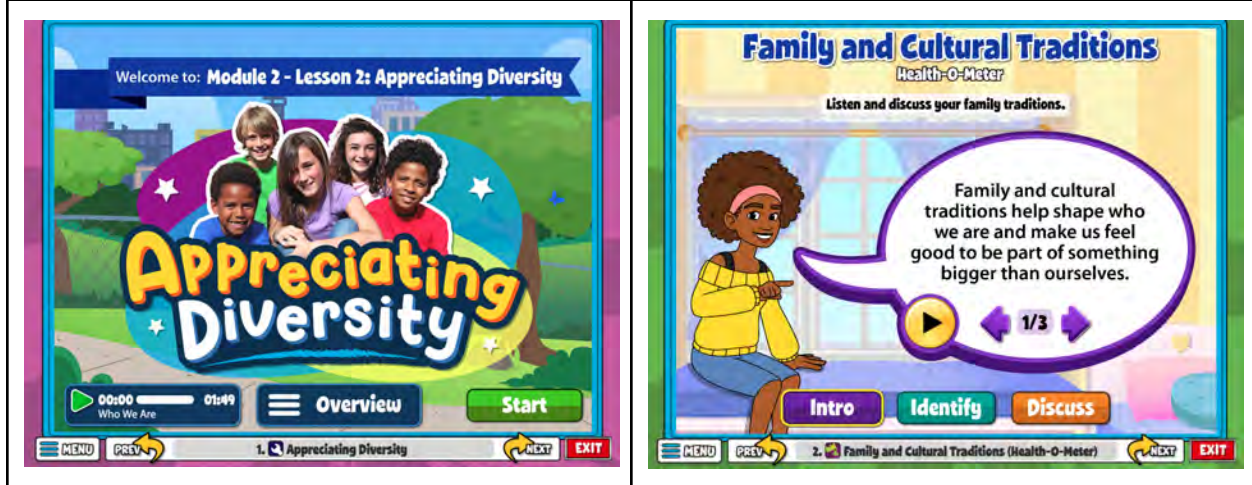 Welcome to: Module 2 - Lesson 2: Appreciating Diversity
Appreciating
Diversity
00:00 01:49
Who We Are
Overview
Start
MENU PREV 1. Appreciating Diversity NEXT EXIT
Family and Cultural Traditions
Health-O-Meter
Listen and discuss your family traditions.
Family and cultural
traditions help shape who
we are and make us feel
good to be part of something
bigger than ourselves.
1/3
Intro Identify Discuss
MENU PREV 2. Family and Cultural Traditions (Health-O-Meter) NEXT EXIT